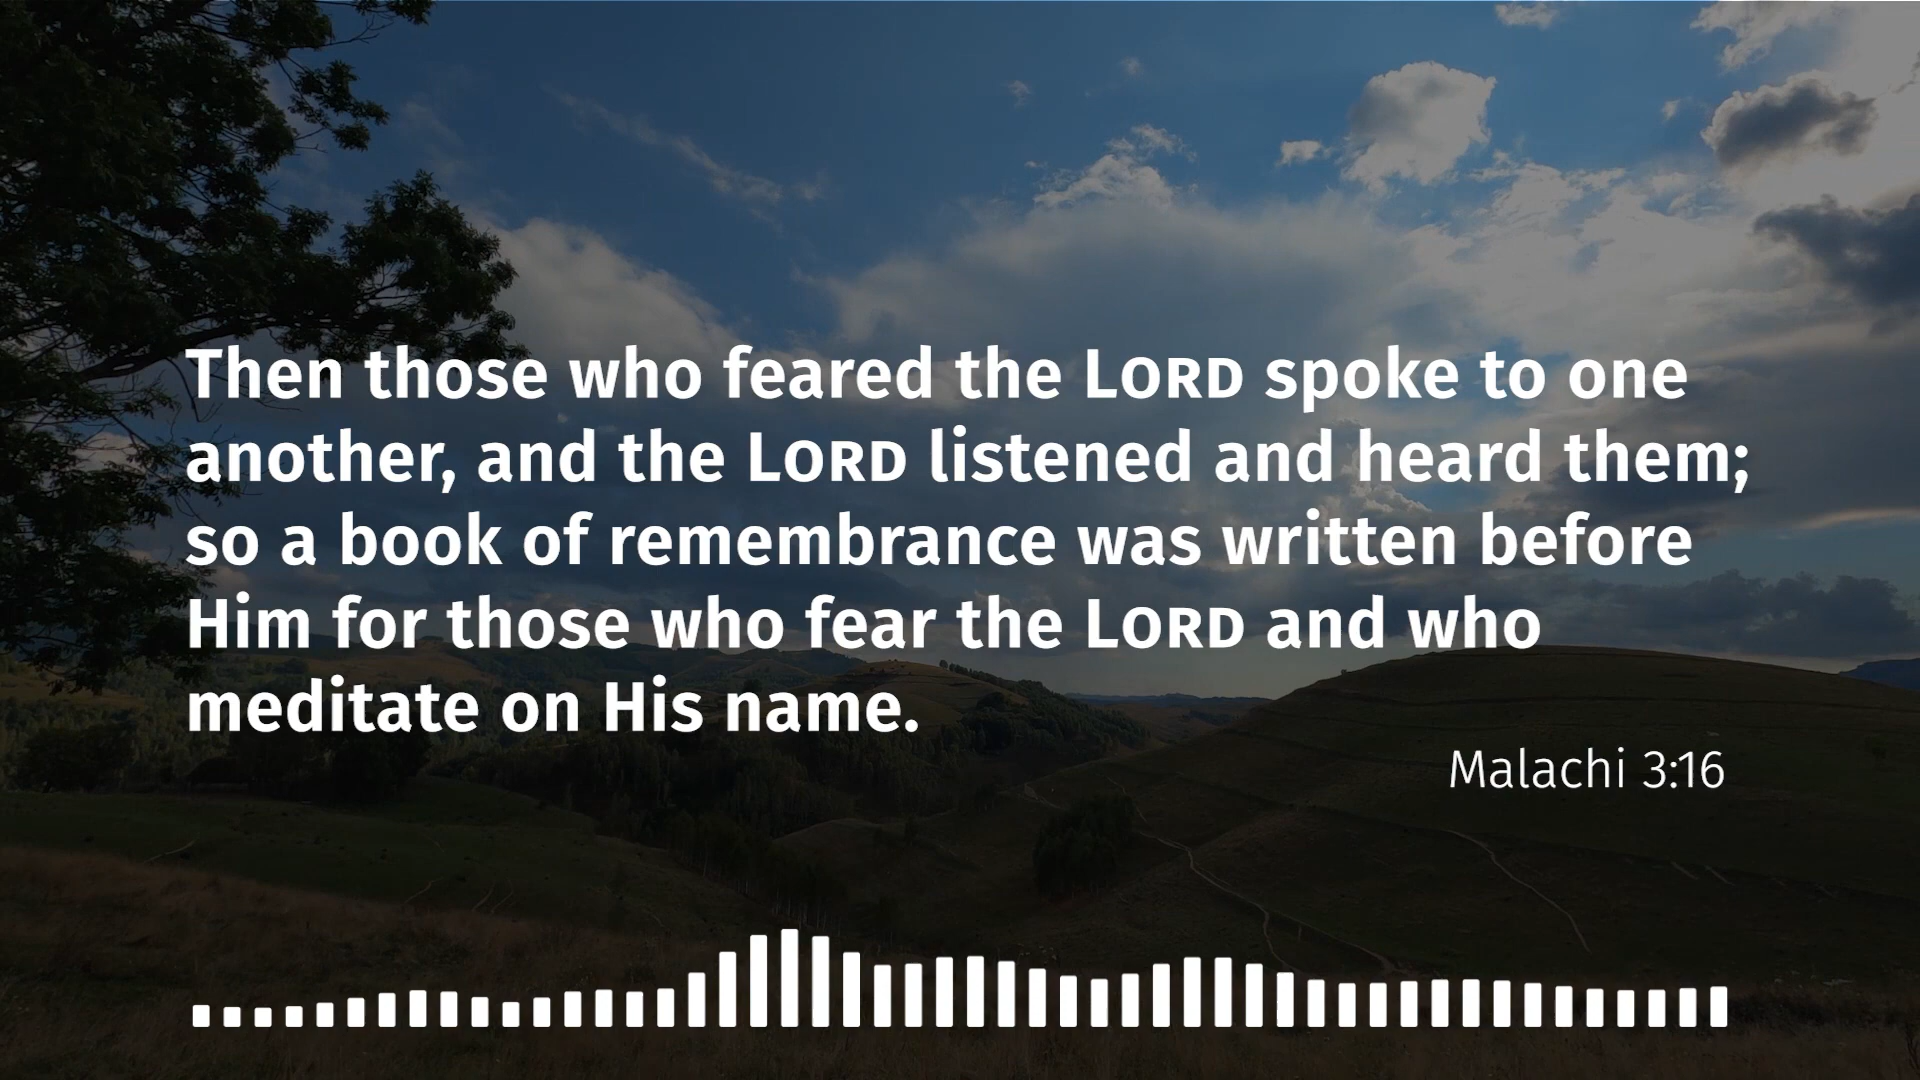 Then those who feared the LORD spoke to one
another, and the LORD listened and heard them;
so a book of remembrance was written before
Him for those who fear the LORD and who
meditate on His name.
Malachi 3:16